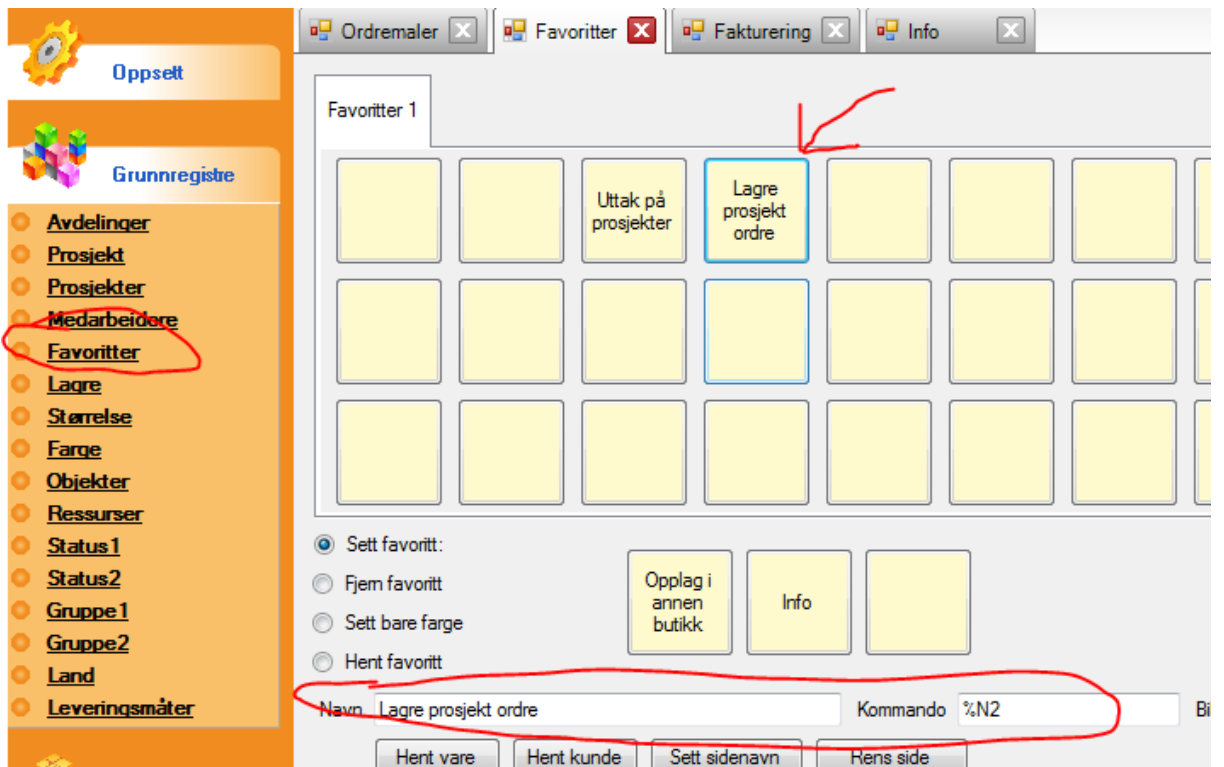 Oppsett
Grunnregistre
Avdelinger
Prosjekt
Prosjekter
Medarbeidere
Favoritter
Lagre
Størrelse
Farge
Objekter
Ressurser
Status1
Status2
Gruppe1
Gruppe2
Land
Leveringsmåter
Ordremaler
Favoritter
Fakturering
Info
Favoritter 1
Uttak på
prosjekter
Lagre
prosjekt
ordre
Sett favoritt:
Fjern favoritt
Sett bare farge
Hent favoritt
Opplag i
annen
butikk
Info
Navn Lagre prosjekt ordre Kommando %N2
Hent vare Hent kunde Sett sidenavn Rens side